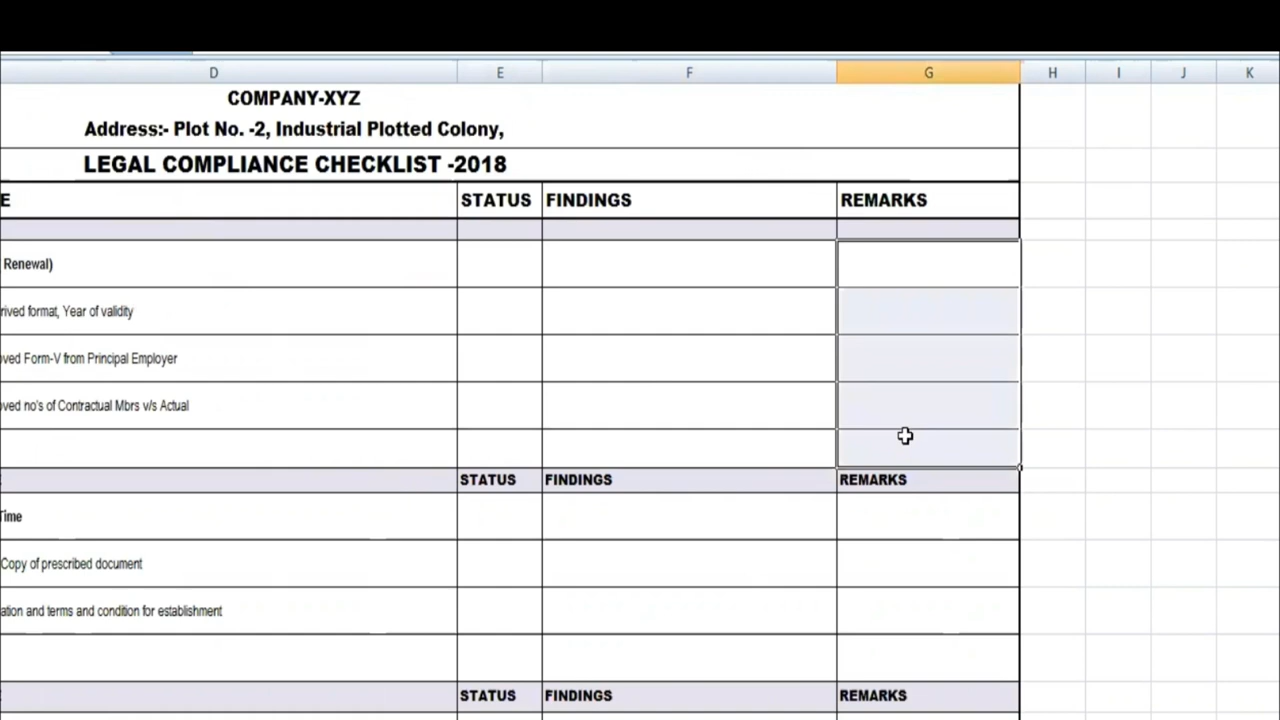 D E F G H I J K
COMPANY-XYZ
Address:- Plot No. -2, Industrial Plotted Colony,
LEGAL COMPLIANCE CHECKLIST -2018
E STATUS FINDINGS REMARKS
Renewal)
rived format, Year of validity
oved Form-V from Principal Employer
oved no's of Contractual Mbrs v/s Actual
STATUS FINDINGS REMARKS
Time
Copy of prescribed document
ation and terms and condition for establishment
STATUS FINDINGS REMARKS